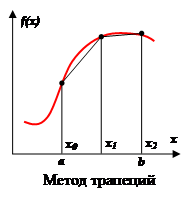 f(x)
x₀ x₁ x₂ x
a b
Метод трапеций